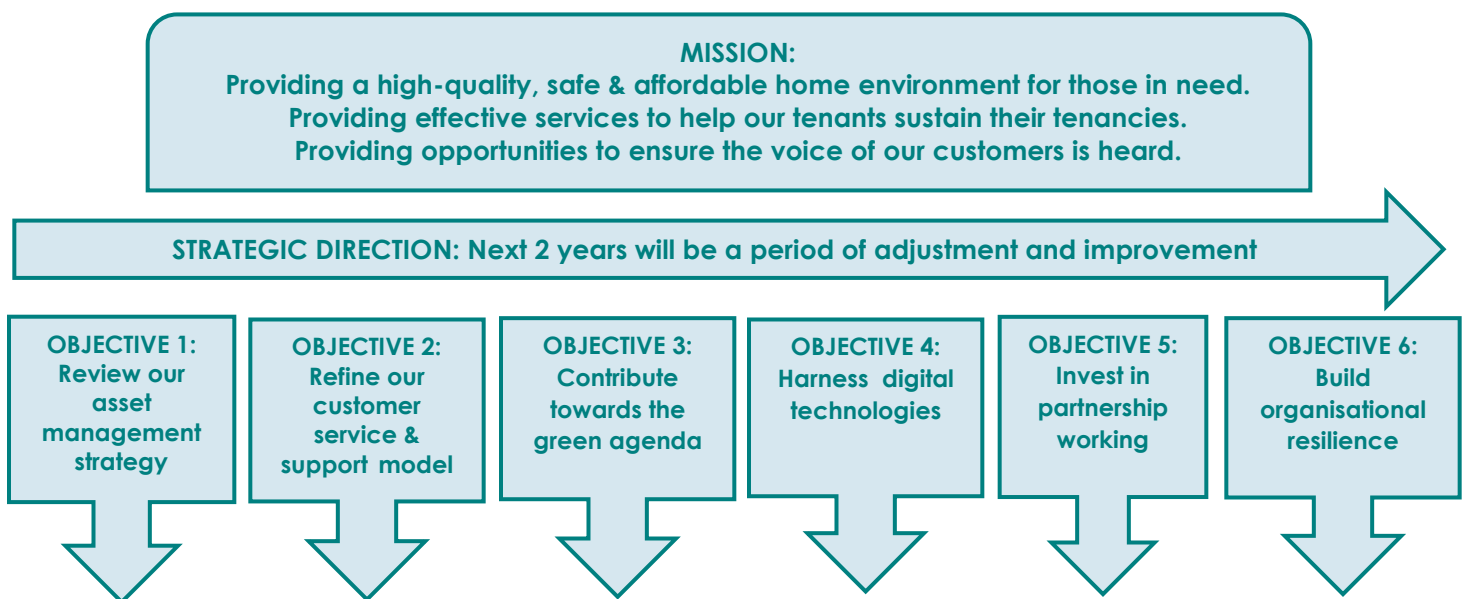 MISSION:
Providing a high-quality, safe & affordable home environment for those in need.
Providing effective services to help our tenants sustain their tenancies.
Providing opportunities to ensure the voice of our customers is heard.
STRATEGIC DIRECTION: Next 2 years will be a period of adjustment and improvement
OBJECTIVE 1:
Review our
asset
management
strategy
OBJECTIVE 2:
Refine our
customer
service &
support model
OBJECTIVE 3:
Contribute
towards the
green agenda
OBJECTIVE 4:
Harness digital
technologies
OBJECTIVE 5:
Invest in
partnership
working
OBJECTIVE 6:
Build
organisational
resilience